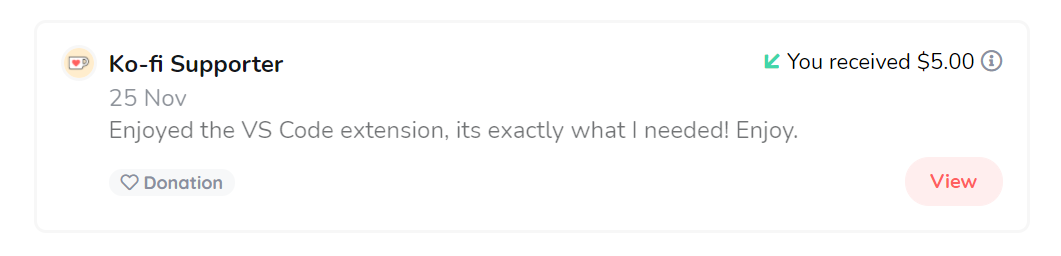 Ko-fi Supporter
You received $5.00
25 Nov
Enjoyed the VS Code extension, its exactly what I needed! Enjoy.
Donation
View